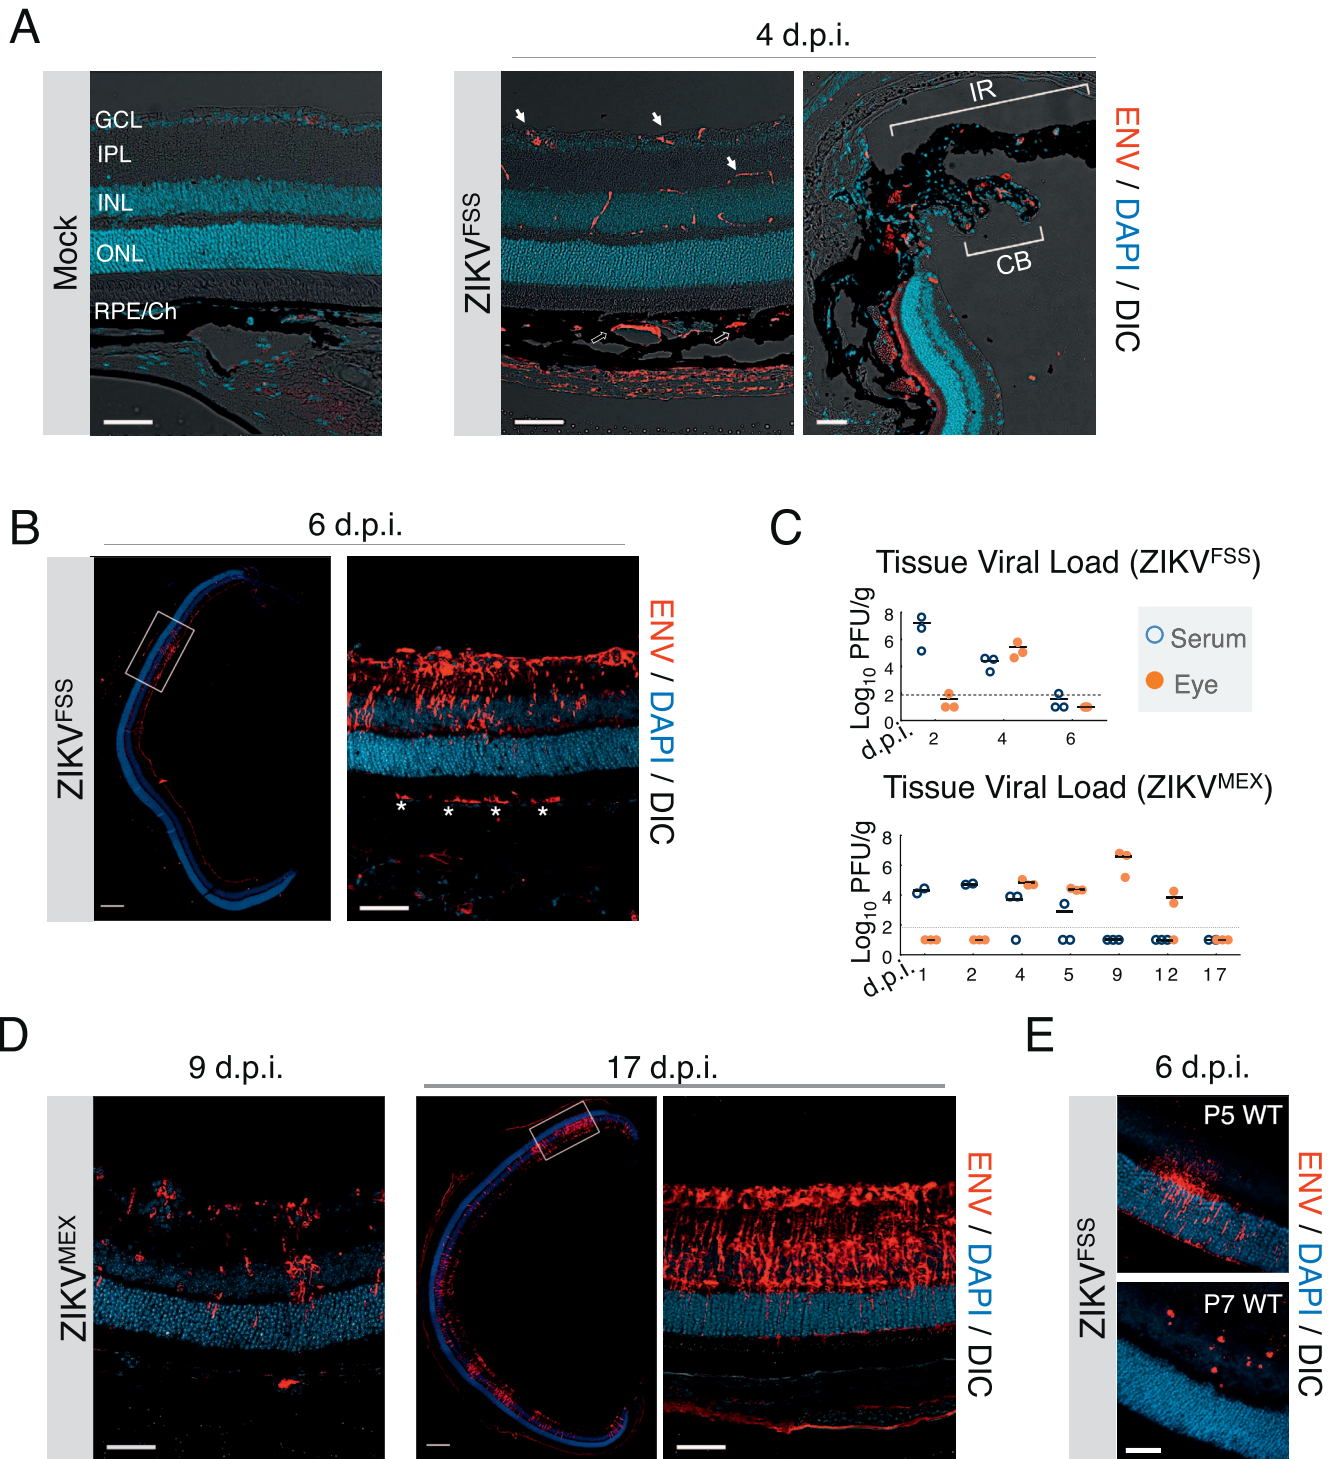 A
4 d.p.i.
Mock
GCL
IPL
INL
ONL
RPE/Ch
ZIKVFSS
IR
CB
ENV / DAPI / DIC
B
6 d.p.i.
ZIKVFSS
* * * *
ENV / DAPI / DIC
C
Tissue Viral Load (ZIKVFSS)
Log10 PFU/g
8
6
4
2
0
d.p.i.
2 4 6
Serum
Eye
Tissue Viral Load (ZIKVMEX)
Log10 PFU/g
8
6
4
2
0
d.p.i.
1 2 4 5 9 12 17
D
9 d.p.i.
17 d.p.i.
ZIKVMEX
ENV / DAPI / DIC
E
6 d.p.i.
ZIKVFSS
P5 WT
P7 WT
ENV / DAPI / DIC